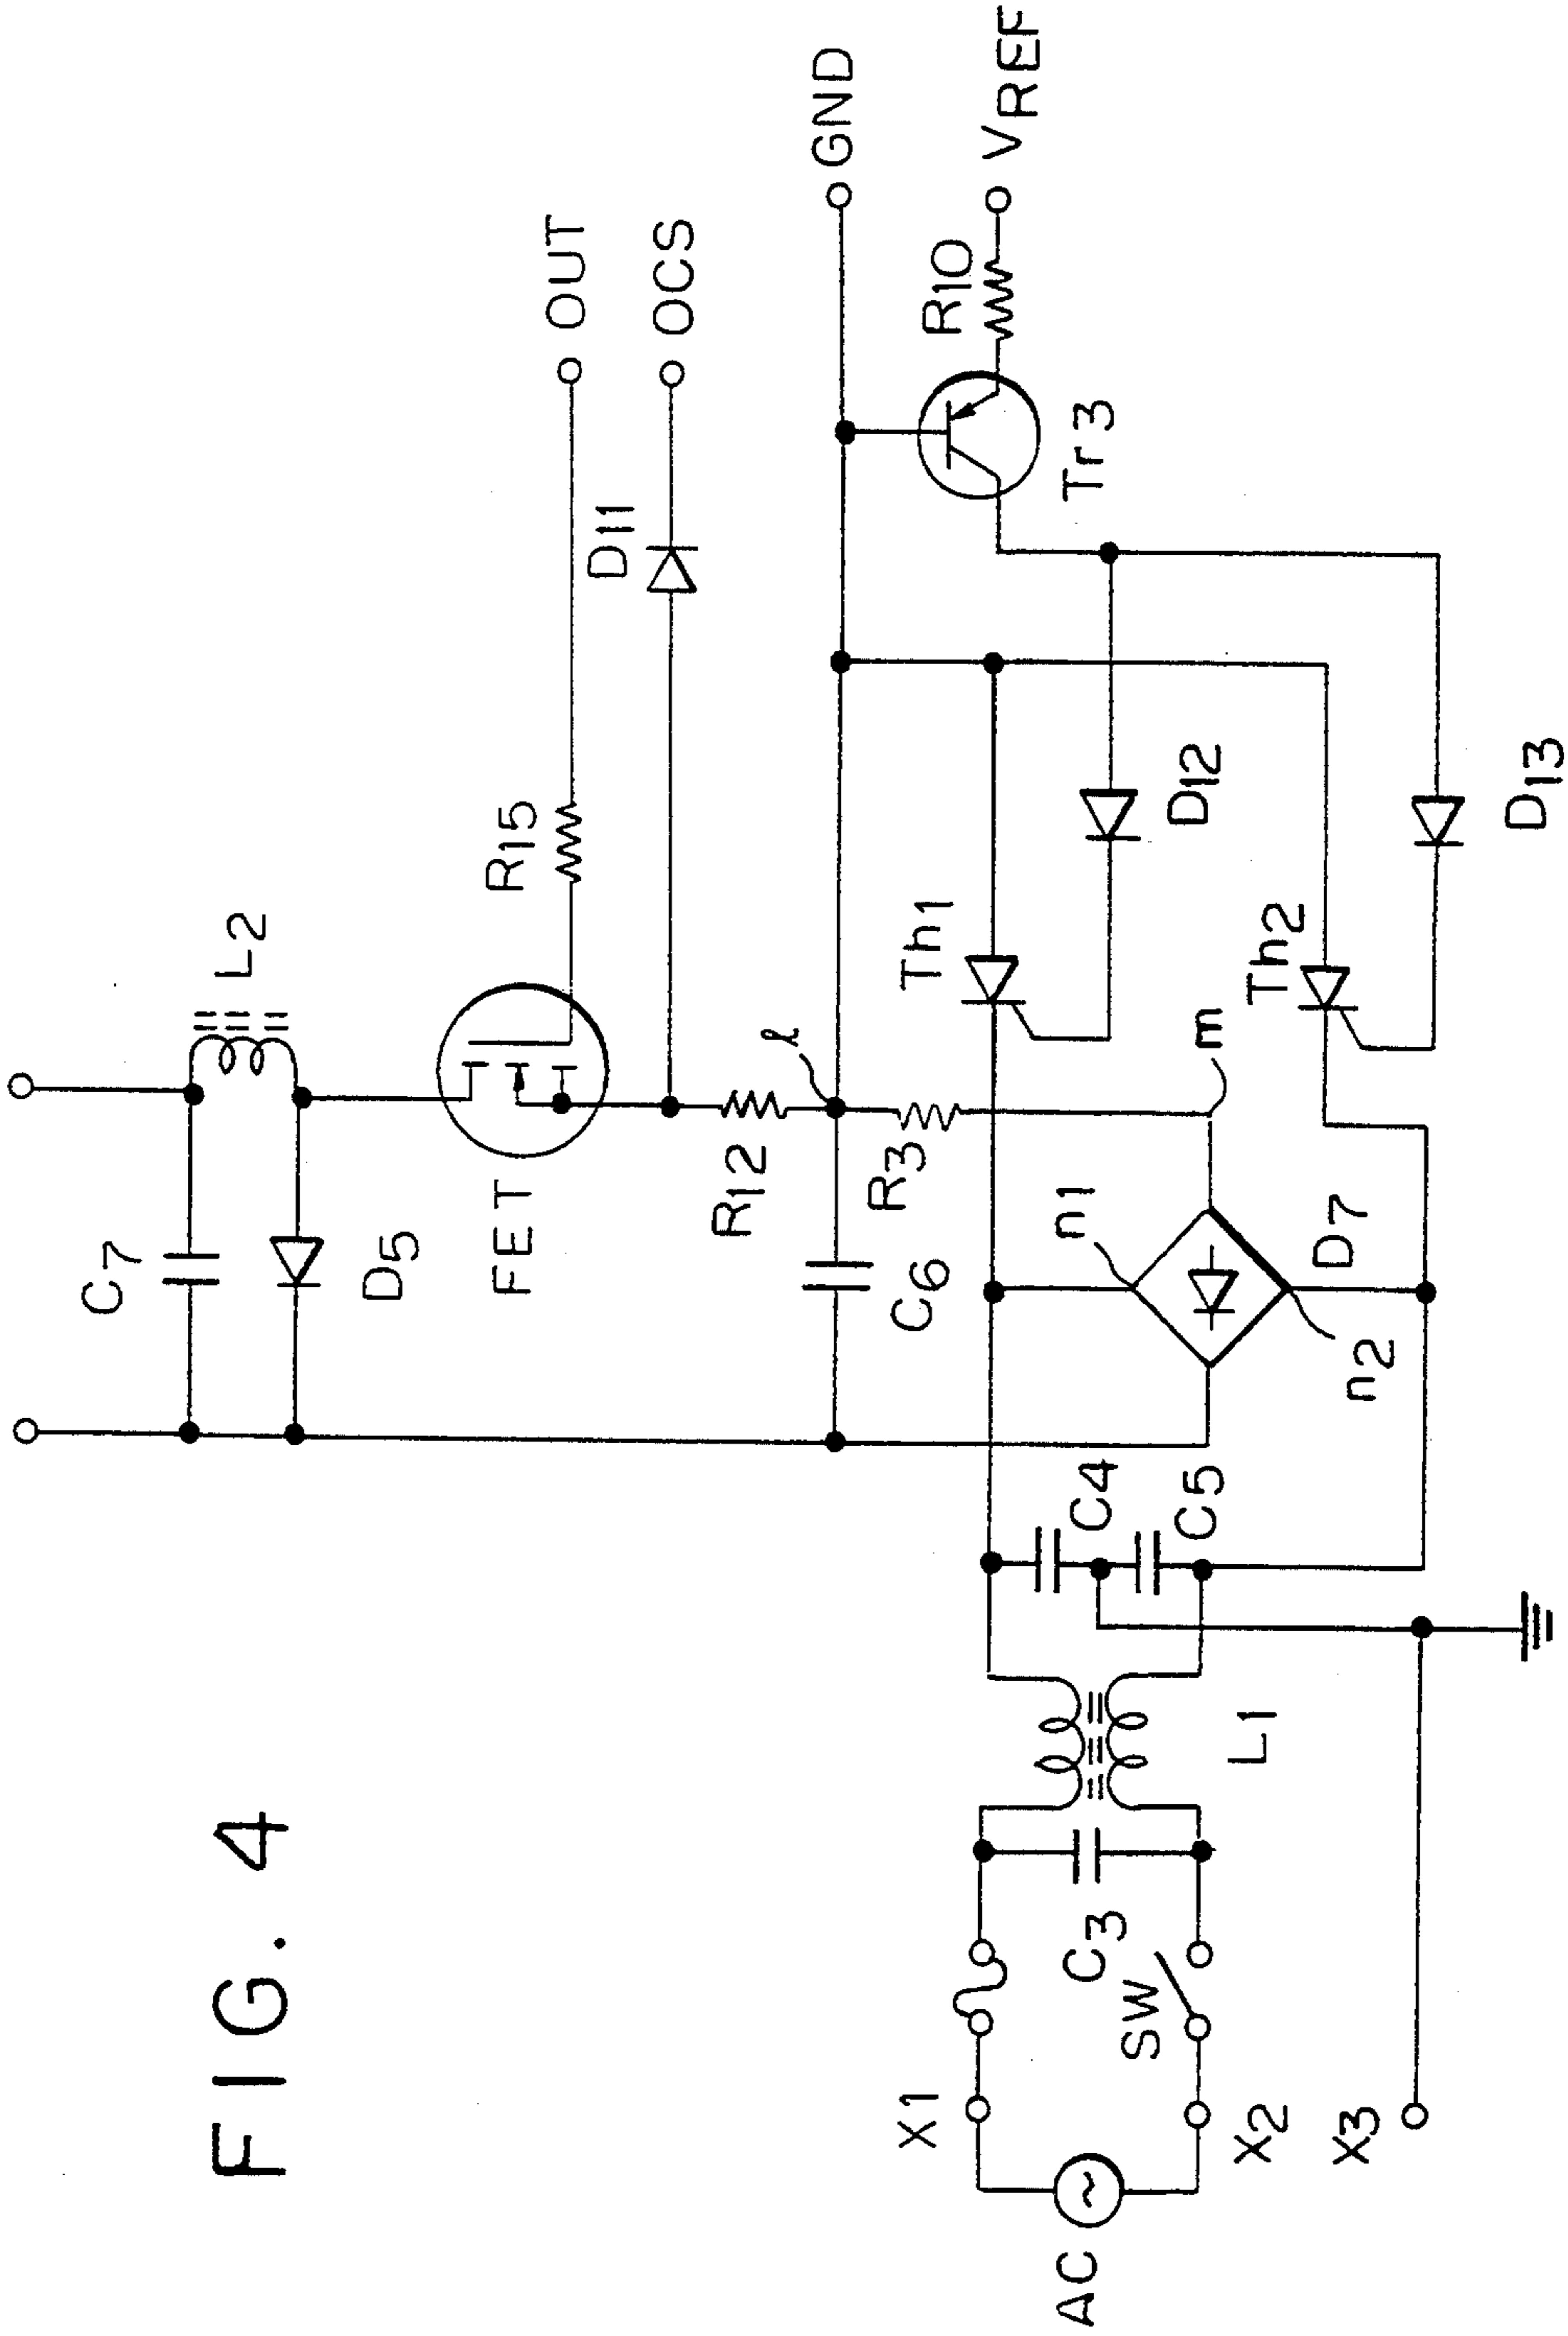 FIG. 4
C7
L2
D5
FET
R15
OUT
D11
OCS
R12
ℓ
GND
C6
R3
n1
Th1
R10
VREF
Tr3
D12
m
Th2
D13
D7
n2
C4
C5
L1
C3
SW
X1
X2
X3
AC
~